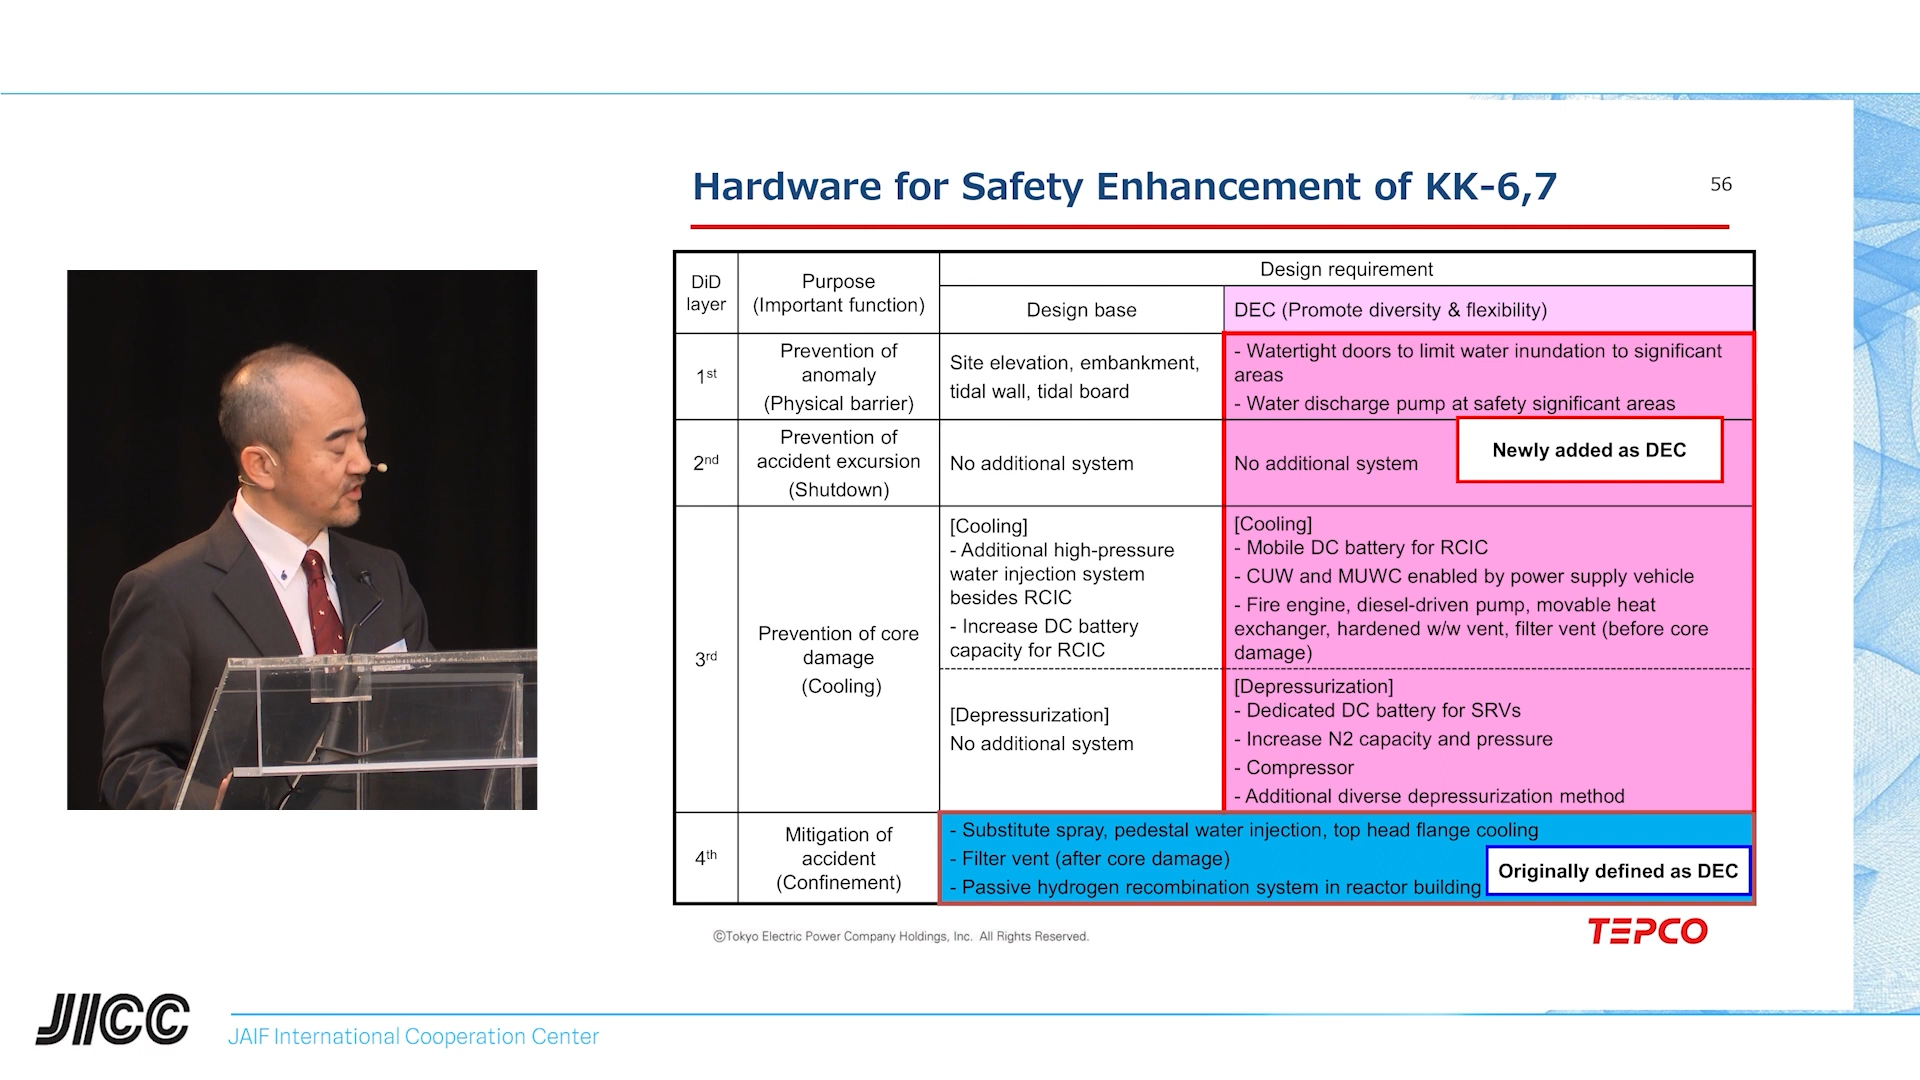 Hardware for Safety Enhancement of KK-6,7
56
DiD
layer
Purpose
(Important function)
Design requirement
Design base
DEC (Promote diversity & flexibility)
1st
Prevention of
anomaly
(Physical barrier)
Site elevation, embankment,
tidal wall, tidal board
- Watertight doors to limit water inundation to significant
areas
- Water discharge pump at safety significant areas
2nd
Prevention of
accident excursion
(Shutdown)
No additional system
No additional system
Newly added as DEC
3rd
Prevention of core
damage
(Cooling)
[Cooling]
- Additional high-pressure
water injection system
besides RCIC
- Increase DC battery
capacity for RCIC
[Cooling]
- Mobile DC battery for RCIC
- CUW and MUWC enabled by power supply vehicle
- Fire engine, diesel-driven pump, movable heat
exchanger, hardened w/w vent, filter vent (before core
damage)
[Depressurization]
No additional system
[Depressurization]
- Dedicated DC battery for SRVs
- Increase N2 capacity and pressure
- Compressor
- Additional diverse depressurization method
4th
Mitigation of
accident
(Confinement)
- Substitute spray, pedestal water injection, top head flange cooling
- Filter vent (after core damage)
- Passive hydrogen recombination system in reactor building
Originally defined as DEC
©Tokyo Electric Power Company Holdings, Inc. All Rights Reserved.
TEPCO
JICC
JAIF International Cooperation Center